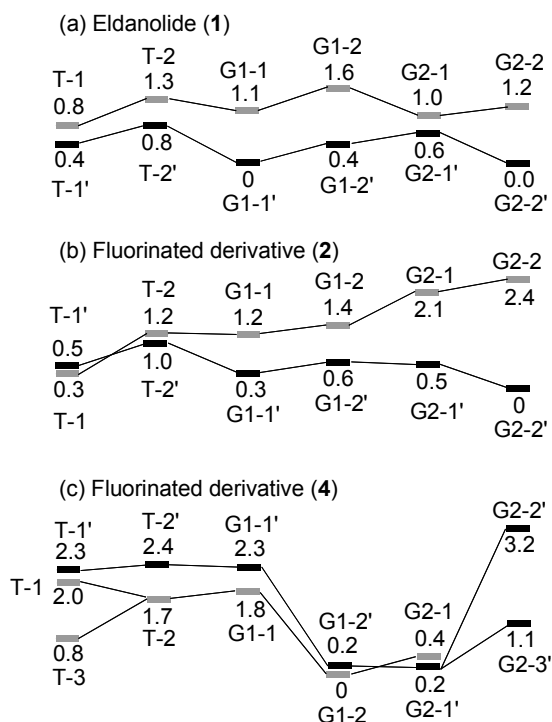 (a) Eldanolide (1)
T-1 T-2 G1-1 G1-2 G2-1 G2-2
0.8 1.3 1.1 1.6 1.0 1.2
0.4 0.8 0 0.4 0.6 0.0
T-1' T-2' G1-1' G1-2' G2-1' G2-2'
(b) Fluorinated derivative (2)
T-1' T-2 G1-1 G1-2 G2-1 G2-2
0.5 1.2 1.2 1.4 2.1 2.4
0.3 1.0 0.3 0.6 0.5 0
T-1 T-2' G1-1' G1-2' G2-1' G2-2'
(c) Fluorinated derivative (4)
T-1' T-2' G1-1' G2-2'
2.3 2.4 2.3 3.2
T-1 2.0 1.7 1.8 G1-2' G2-1
0.2 0.4
0.8 T-2 G1-1 1.1
T-3 0 0.2 G2-3'
G1-2 G2-1'